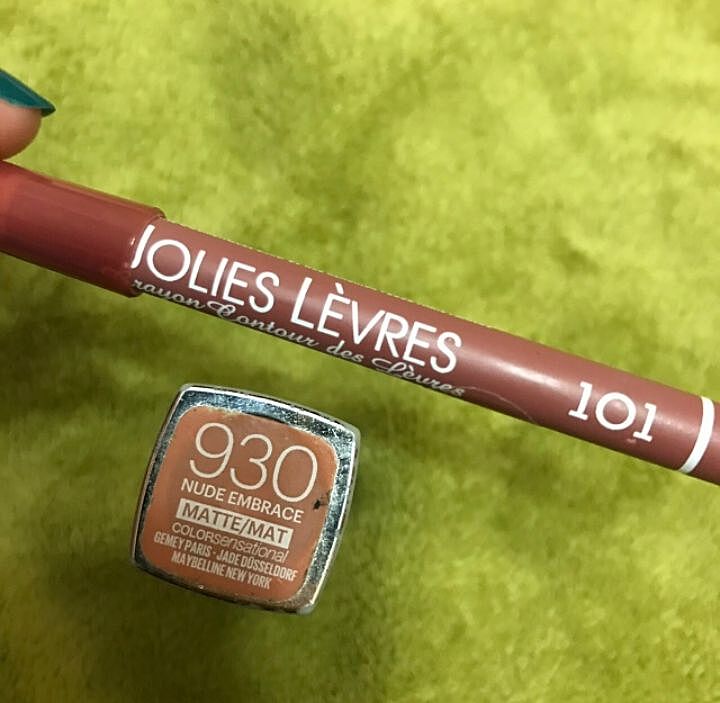 JOLIES LÈVRES
rayon Contour des Lèvres
101
930
NUDE EMBRACE
MATTE/MAT
COLORsensational
GEMEY PARIS · JADE DÜSSELDORF
MAYBELLINE NEW YORK